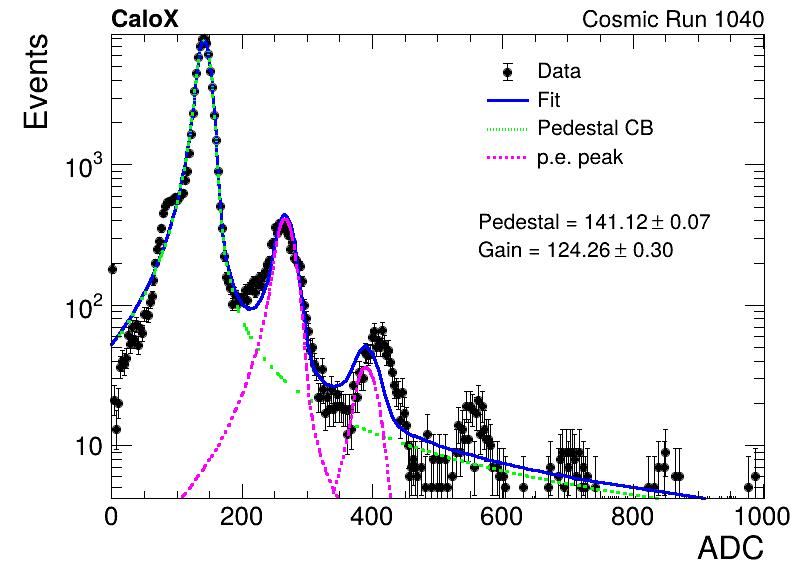 CaloX Cosmic Run 1040
Events
Data
Fit
Pedestal CB
p.e. peak
Pedestal = 141.12 ± 0.07
Gain = 124.26 ± 0.30
10³
10²
10
0 200 400 600 800 1000
ADC